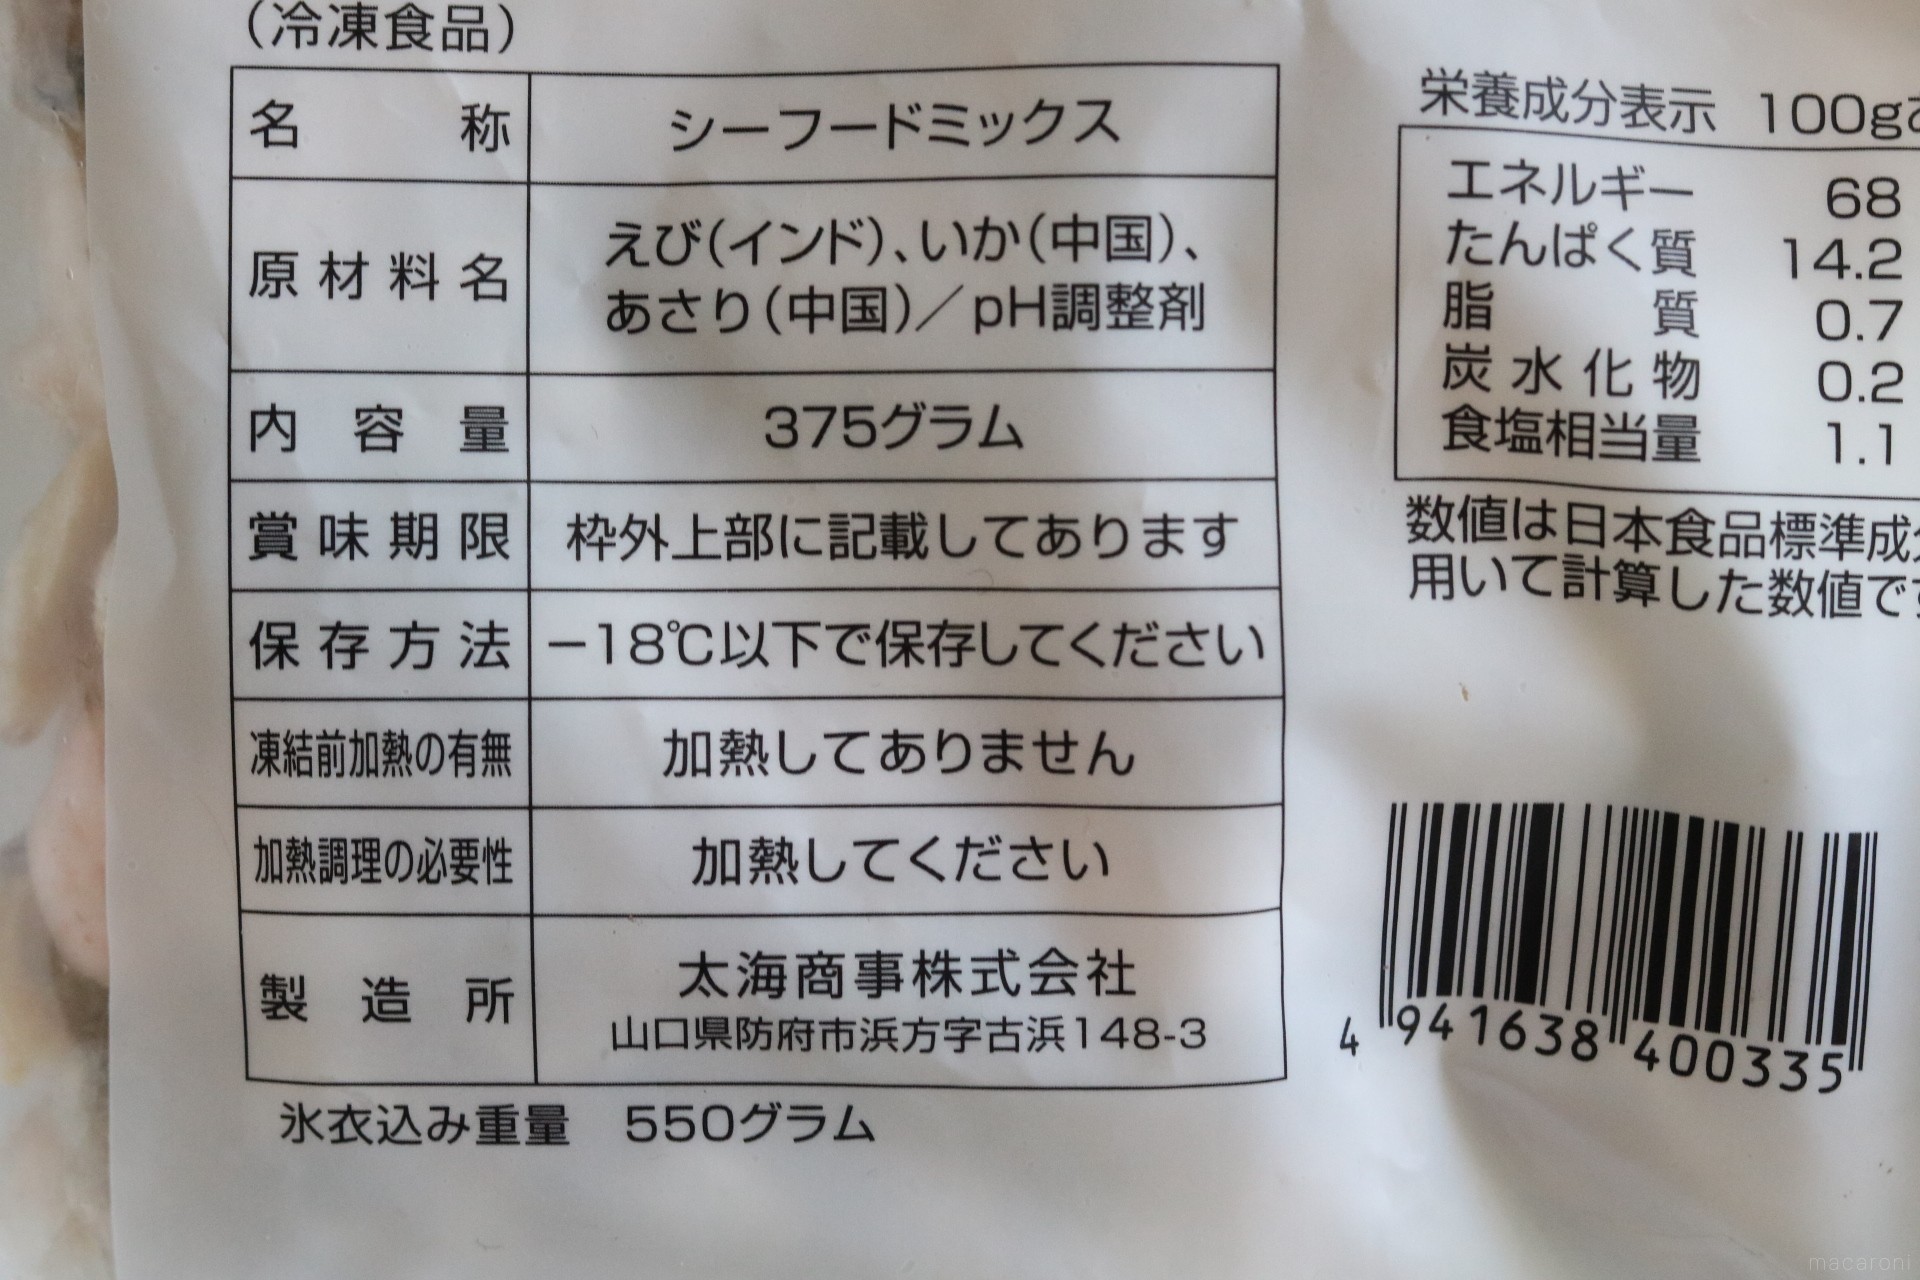 (冷凍食品)
名称 シーフードミックス
原材料名 えび(インド)、いか(中国)、
あさり(中国)／pH調整剤
内容量 375グラム
賞味期限 枠外上部に記載してあります
保存方法 −18℃以下で保存してください
凍結前加熱の有無 加熱してありません
加熱調理の必要性 加熱してください
製造所 太海商事株式会社
山口県防府市浜方字古浜148-3
氷衣込み重量 550グラム
栄養成分表示 100g
エネルギー 68
たんぱく質 14.2
脂質 0.7
炭水化物 0.2
食塩相当量 1.1
数値は日本食品標準成
用いて計算した数値で
4 941638 400335
macaroni